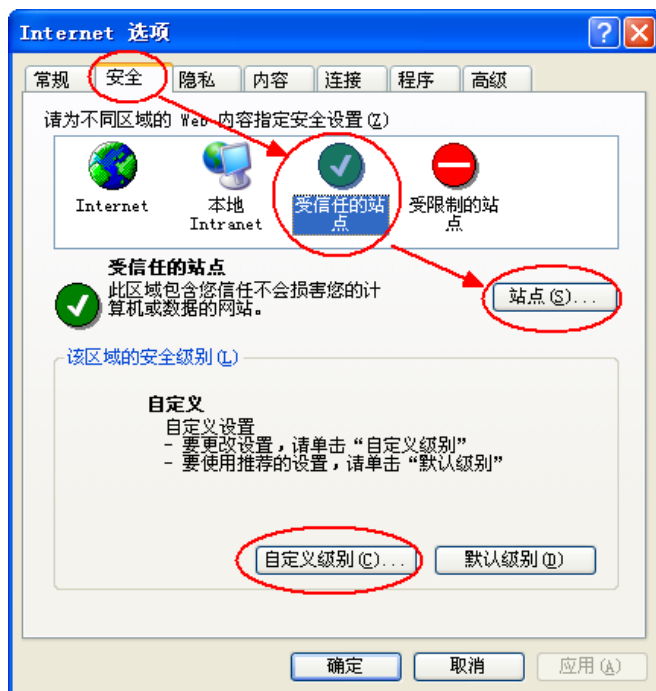 Internet 选项
常规 安全 隐私 内容 连接 程序 高级
请为不同区域的 Web 内容指定安全设置(Z)
Internet 本地 受信任的站 受限制的站
Intranet 点 点
受信任的站点
此区域包含您信任不会损害您的计
算机或数据的网站。
站点(S)...
该区域的安全级别(L)
自定义
自定义设置
- 要更改设置，请单击“自定义级别”
- 要使用推荐的设置，请单击“默认级别”
自定义级别(C)... 默认级别(D)
确定 取消 应用(A)